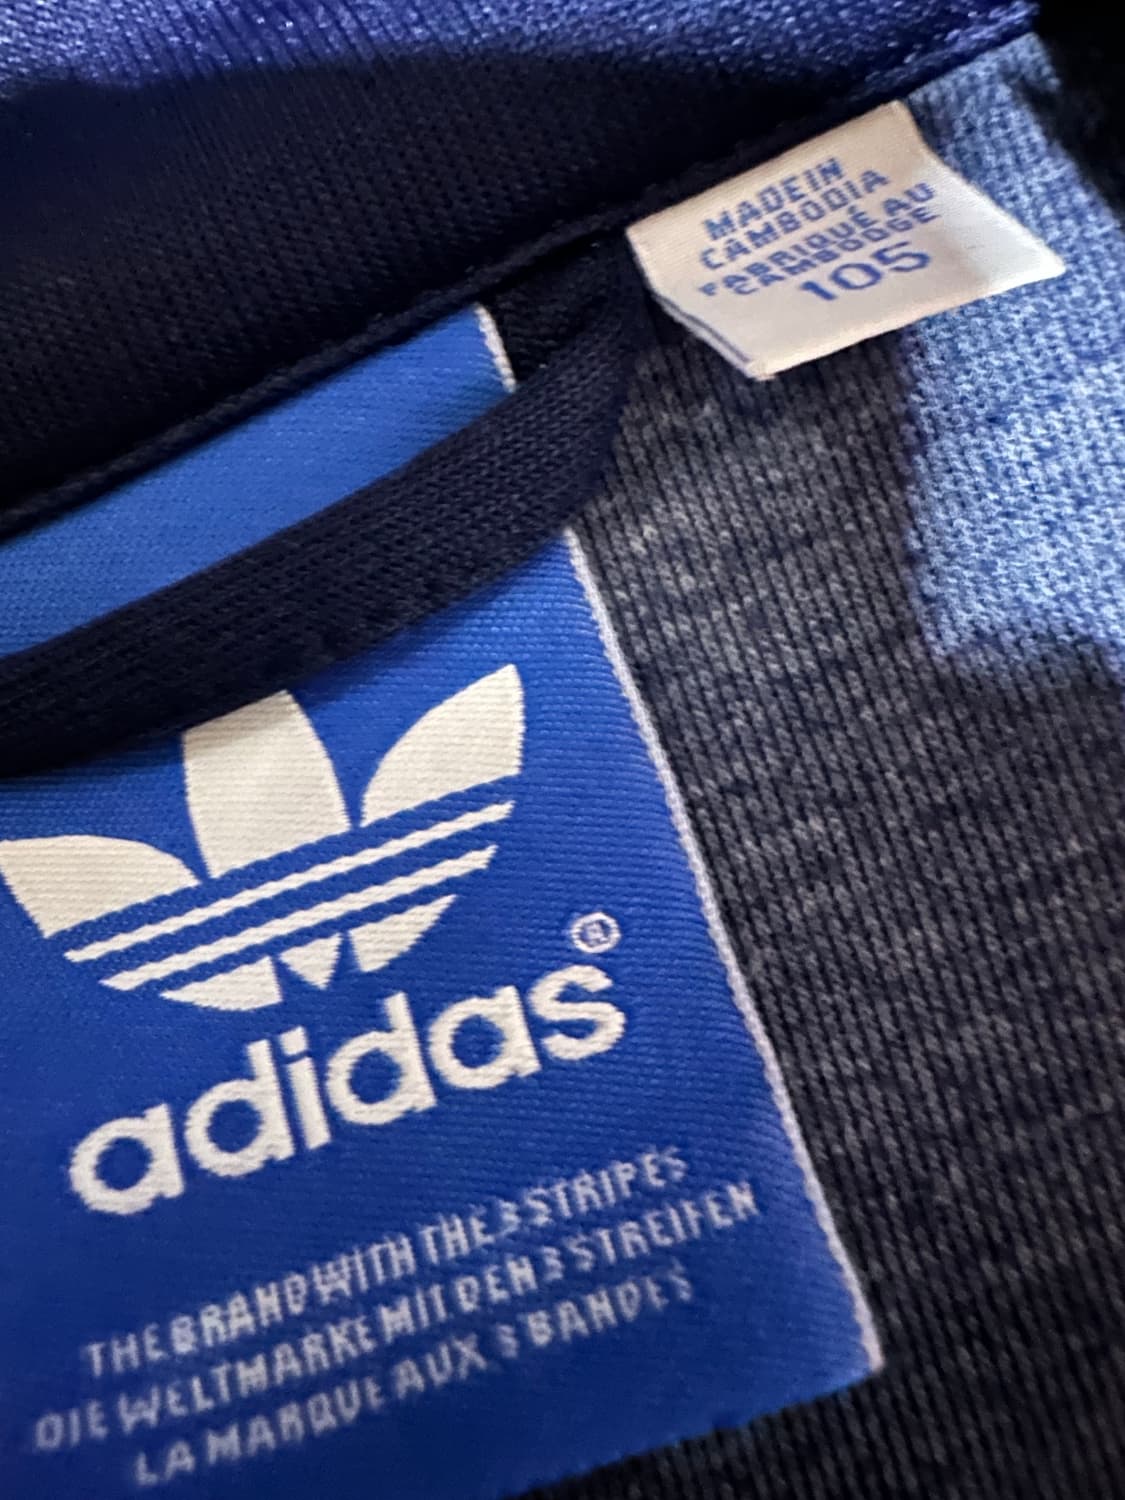 MADE IN
CAMBODIA
FABRIQUÉ AU
CAMBODGE
105
adidas®
THE BRAND WITH THE 3 STRIPES
DIE WELTMARKE MIT DEN 3 STREIFEN
LA MARQUE AUX 3 BANDES